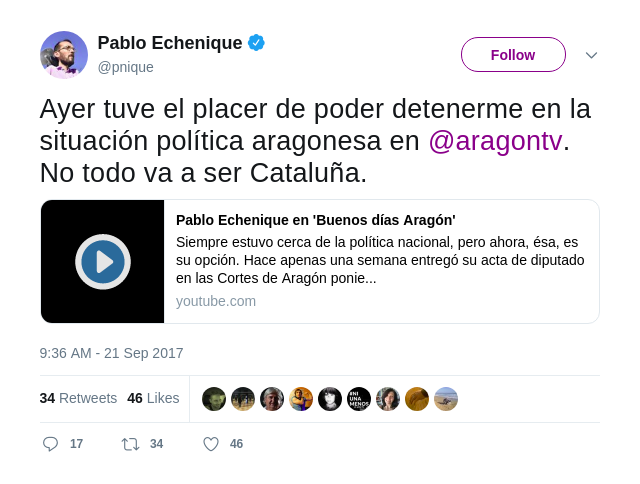 Pablo Echenique
@pnique
Follow
Ayer tuve el placer de poder detenerme en la
situación política aragonesa en @aragontv.
No todo va a ser Cataluña.
Pablo Echenique en 'Buenos días Aragón'
Siempre estuvo cerca de la política nacional, pero ahora, ésa, es
su opción. Hace apenas una semana entregó su acta de diputado
en las Cortes de Aragón ponie...
youtube.com
9:36 AM - 21 Sep 2017
34 Retweets 46 Likes
#NI
UNA
MENOS
17 34 46